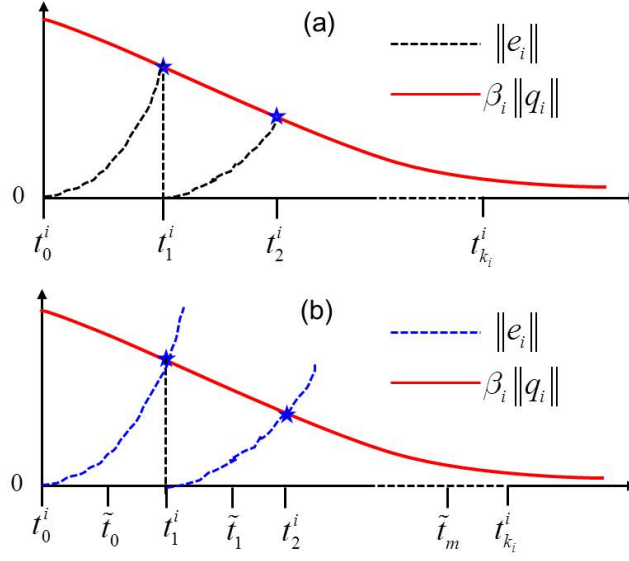 (a)
‖e_i‖
β_i‖q_i‖
0
t_0^i t_1^i t_2^i t_{k_i}^i
(b)
‖e_i‖
β_i‖q_i‖
0
t_0^i t̃_0 t_1^i t̃_1 t_2^i t̃_m t_{k_i}^i